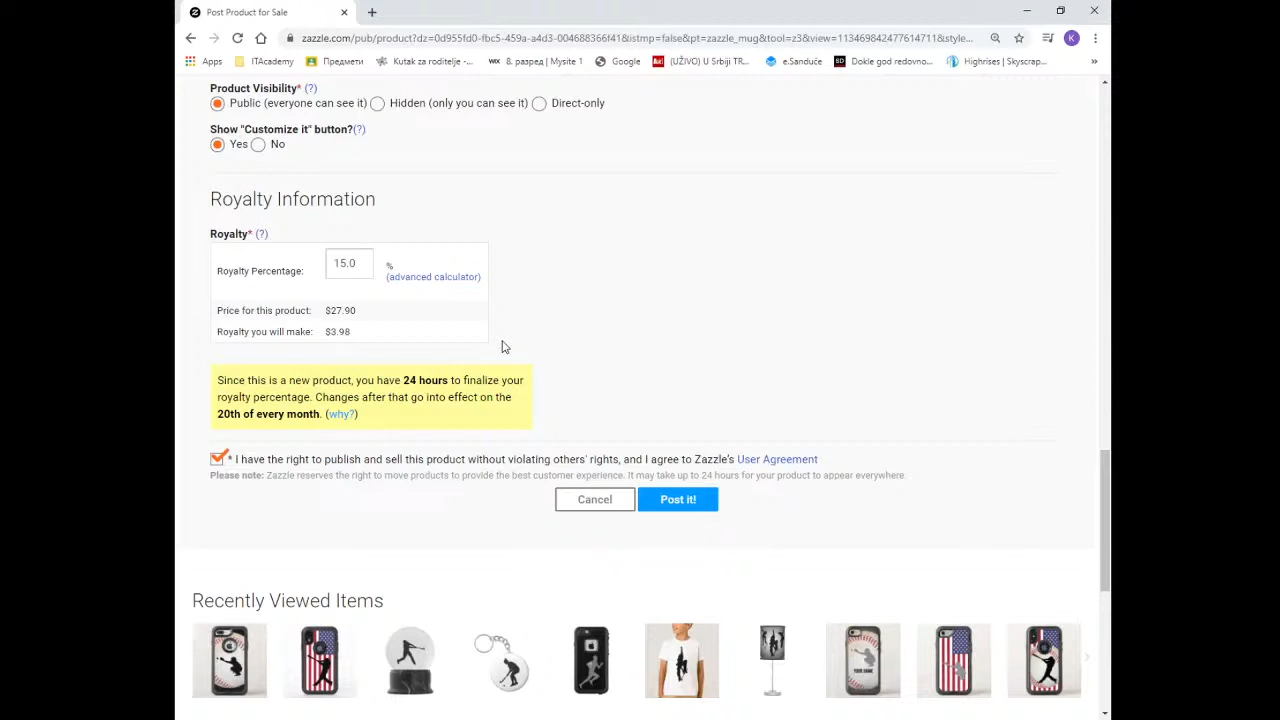 Post Product for Sale
zazzle.com/pub/product?dz=0d955fd0-fbc5-459a-a4d3-004688366f41&istmp=false&pt=zazzle_mug&tool=z3&view=113469842477614711&style...
Apps
ITAcademy
Предмети
Kutak za roditelje -...
WIX 8. разред | Mysite 1
Google
(UŽIVO) U Srbiji TR...
e.Sanduče
Dokle god redovno...
Highrises | Skyscrap...
Product Visibility* (?)
Public (everyone can see it) Hidden (only you can see it) Direct-only
Show "Customize it" button?(?)
Yes No
Royalty Information
Royalty* (?)
Royalty Percentage: 15.0 %
(advanced calculator)
Price for this product: $27.90
Royalty you will make: $3.98
Since this is a new product, you have 24 hours to finalize your
royalty percentage. Changes after that go into effect on the
20th of every month. (why?)
* I have the right to publish and sell this product without violating others' rights, and I agree to Zazzle's User Agreement
Please note: Zazzle reserves the right to move products to provide the best customer experience. It may take up to 24 hours for your product to appear everywhere.
Cancel Post it!
Recently Viewed Items
YOUR NAME